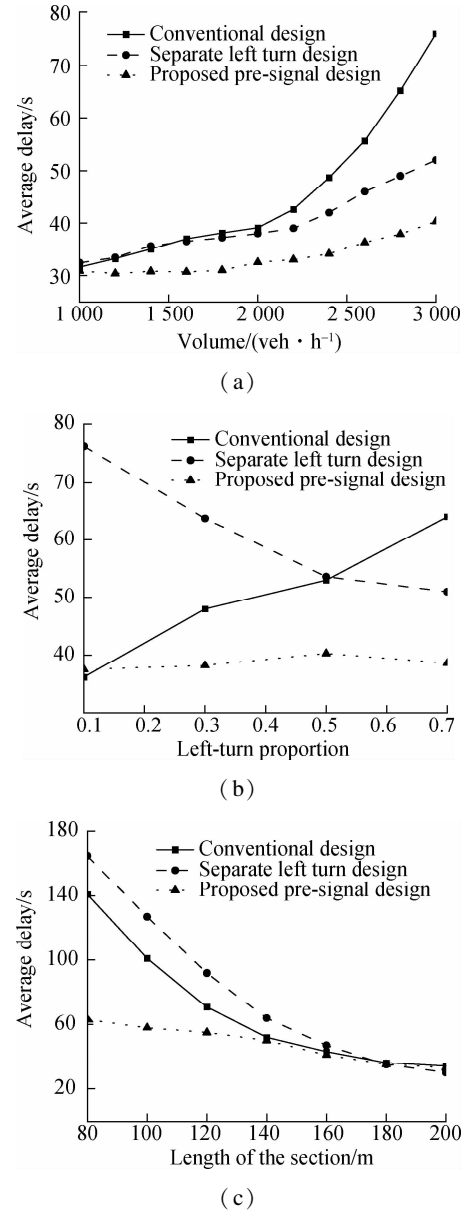 80
Conventional design
Separate left turn design
70
Proposed pre-signal design
60
50
40
30
Average delay/s
1 000 1 500 2 000 2 500 3 000
Volume/(veh · h⁻¹)
(a)
80
Conventional design
Separate left turn design
70
Proposed pre-signal design
60
50
40
Average delay/s
0.1 0.2 0.3 0.4 0.5 0.6 0.7
Left-turn proportion
(b)
180
Conventional design
Separate left turn design
Proposed pre-signal design
140
100
60
20
Average delay/s
80 100 120 140 160 180 200
Length of the section/m
(c)